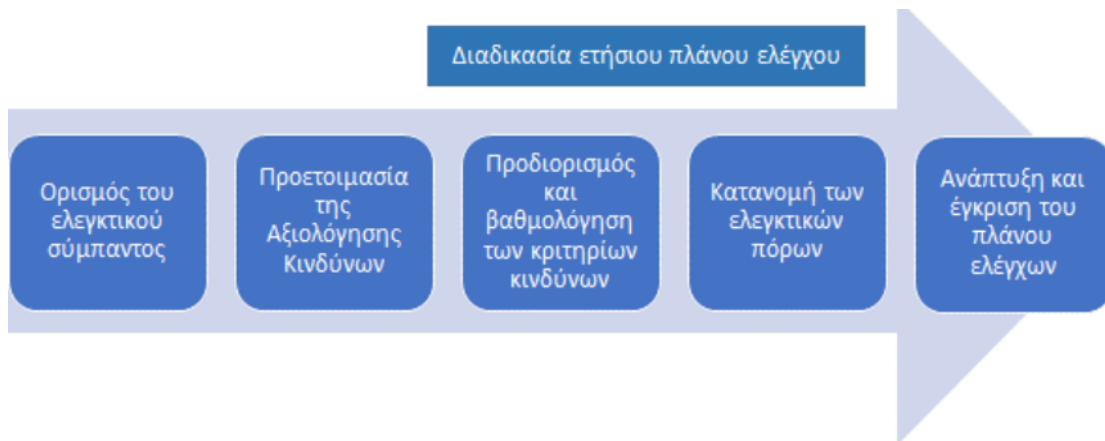 Διαδικασία ετήσιου πλάνου ελέγχου
Ορισμός του
ελεγκτικού
σύμπαντος
Προετοιμασία
της
Αξιολόγησης
Κινδύνων
Προδιορισμός
και
βαθμολόγηση
των κριτηρίων
κινδύνων
Κατανομή των
ελεγκτικών
πόρων
Ανάπτυξη και
έγκριση του
πλάνου
ελέγχων